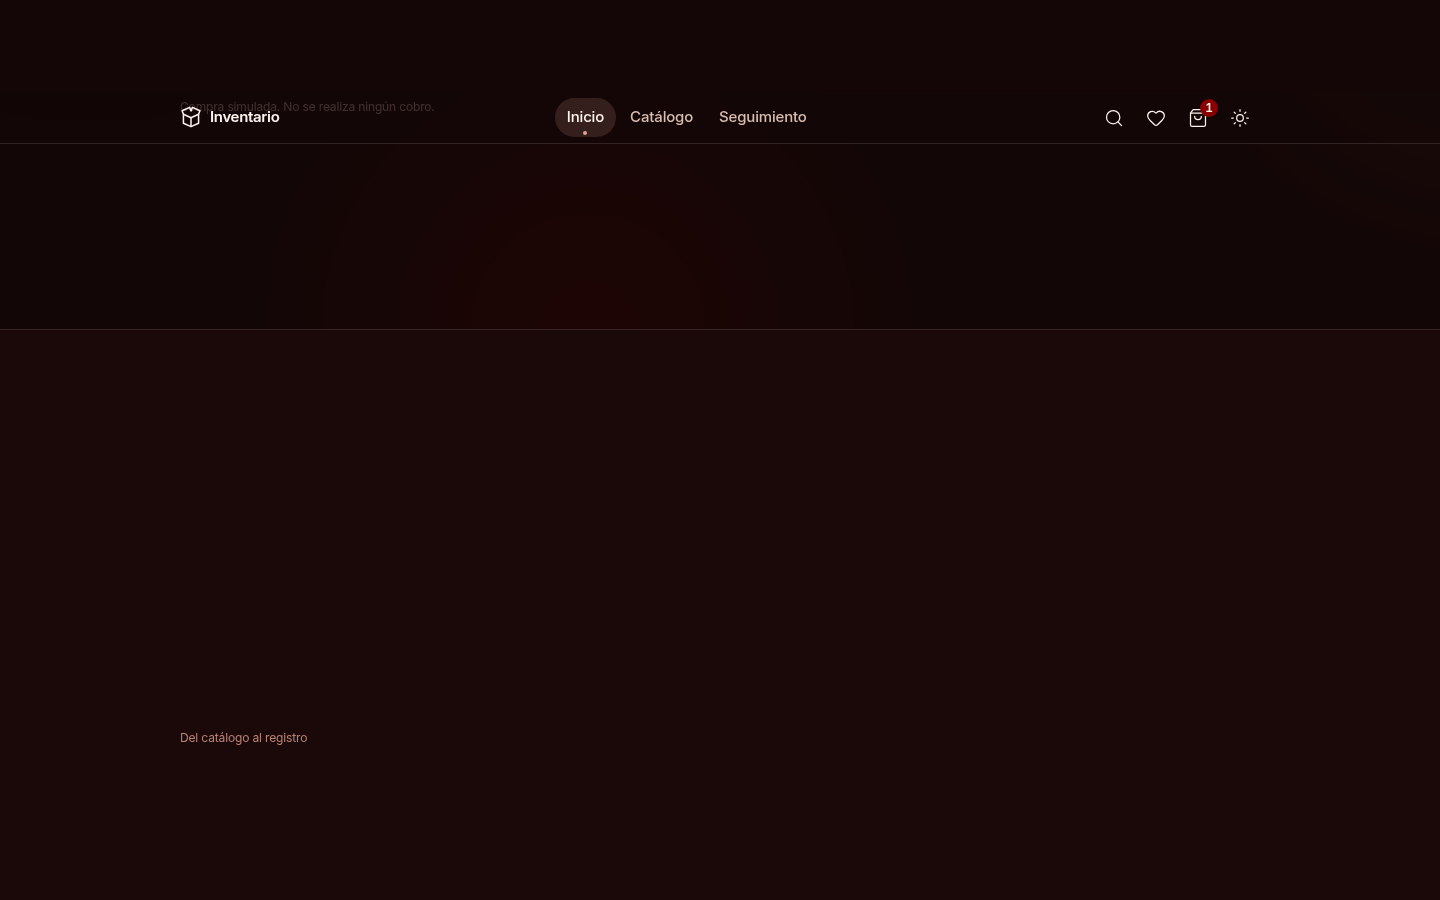 Compra simulada. No se realiza ningún cobro.
Inventario
Inicio
Catálogo
Seguimiento
1
Del catálogo al registro